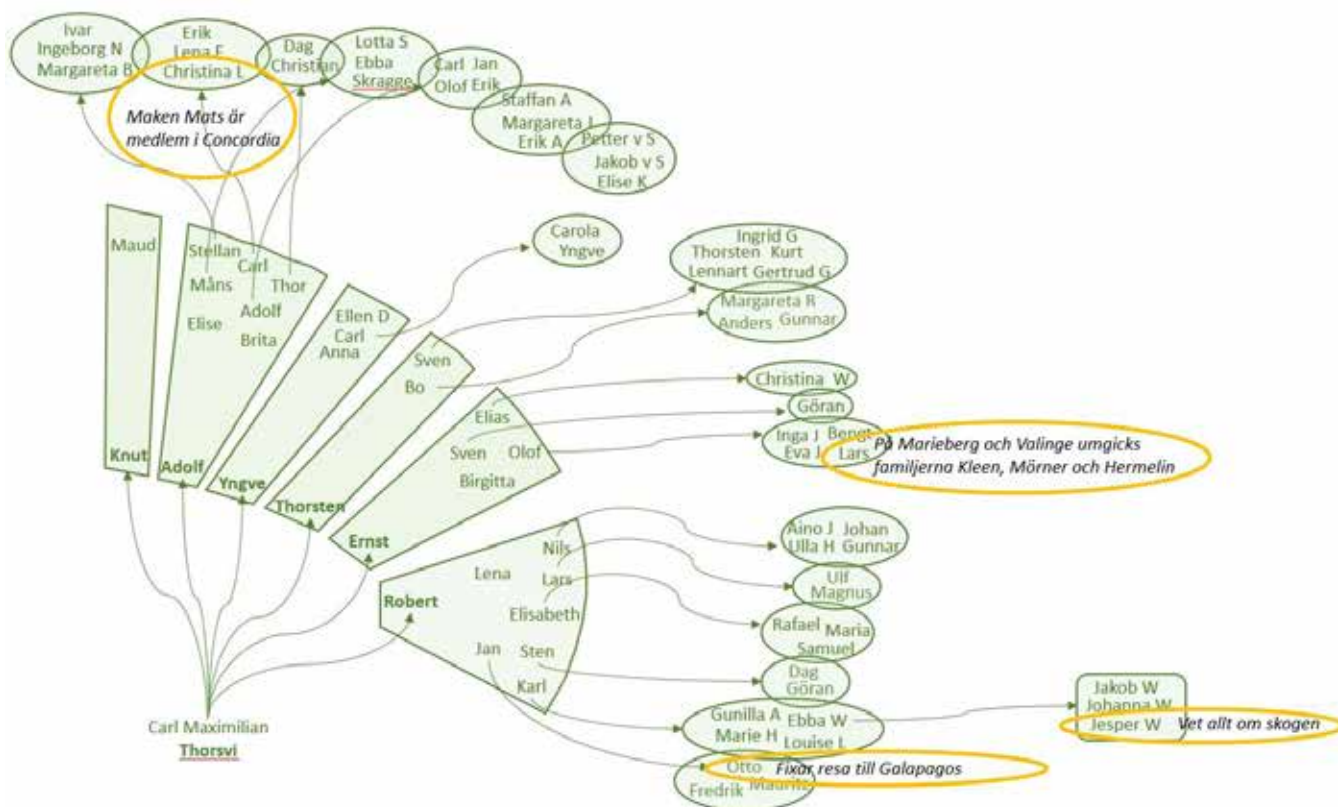 Ivar
Ingeborg N
Margareta B
Erik
Lena F
Christina L
Dag
Christian
Lotta S
Ebba
Skragge
Carl Jan
Olof Erik
Staffan A
Margareta J
Erik A
Petter v S
Jakob v S
Elise K
Maken Mats är
medlem i Concordia
Maud
Knut
Stellan
Carl
Måns
Thor
Adolf
Elise
Brita
Adolf
Ellen D
Carl
Anna
Yngve
Carola
Yngve
Sven
Bo
Thorsten
Ingrid G
Thorsten Kurt
Lennart Gertrud G
Margareta R
Anders Gunnar
Elias
Sven Olof
Birgitta
Ernst
Christina W
Göran
Inga J Bengt
Eva J Lars
På Marieberg och Valinge umgicks
familjerna Kleen, Mörner och Hermelin
Nils
Lena
Lars
Robert
Elisabeth
Jan Sten
Karl
Aino J Johan
Ulla H Gunnar
Ulf
Magnus
Rafael Maria
Samuel
Dag
Göran
Gunilla A Ebba W
Marie H Louise L
Jakob W
Johanna W
Jesper W
Vet allt om skogen
Otto
Fixar resa till Galapagos
Fredrik Mauritz
Carl Maximilian
Thorsvi